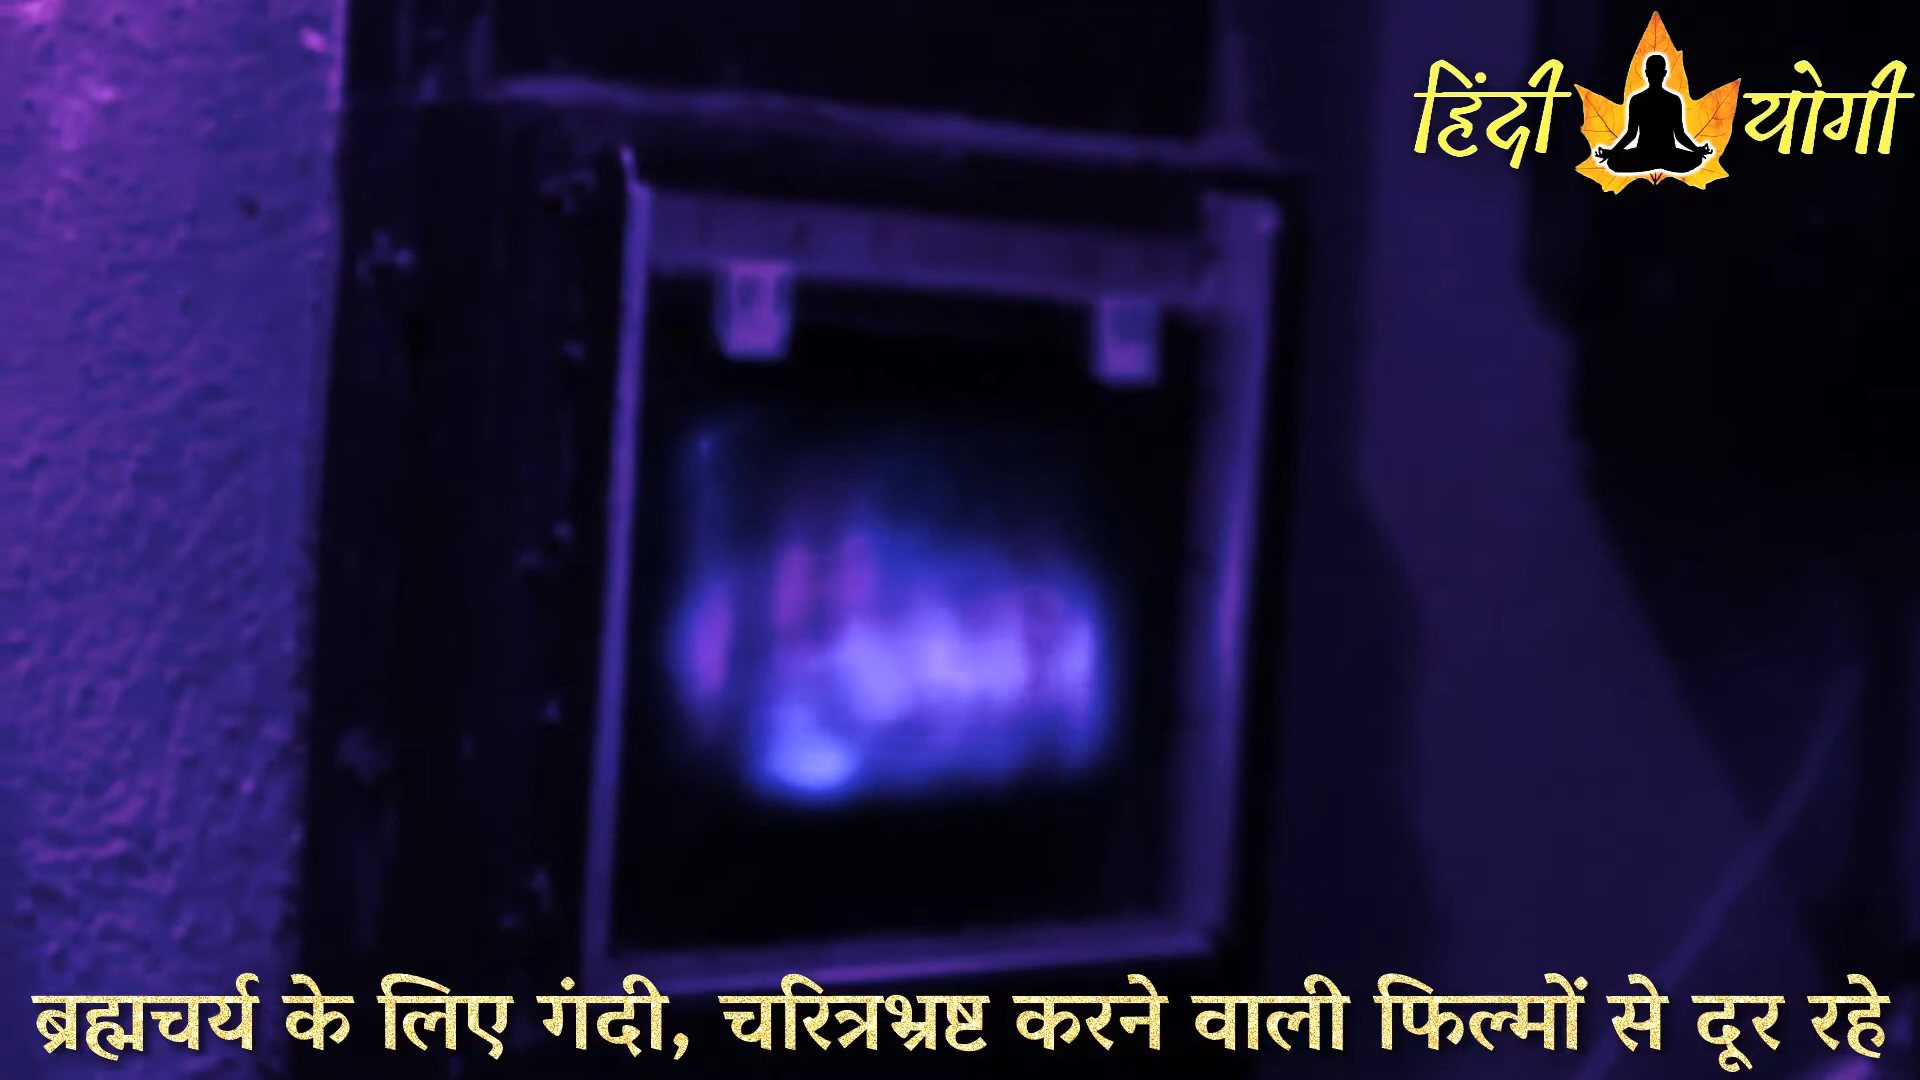 हिंदी योगी
ब्रह्मचर्य के लिए गंदी, चरित्रभ्रष्ट करने वाली फिल्मों से दूर रहे